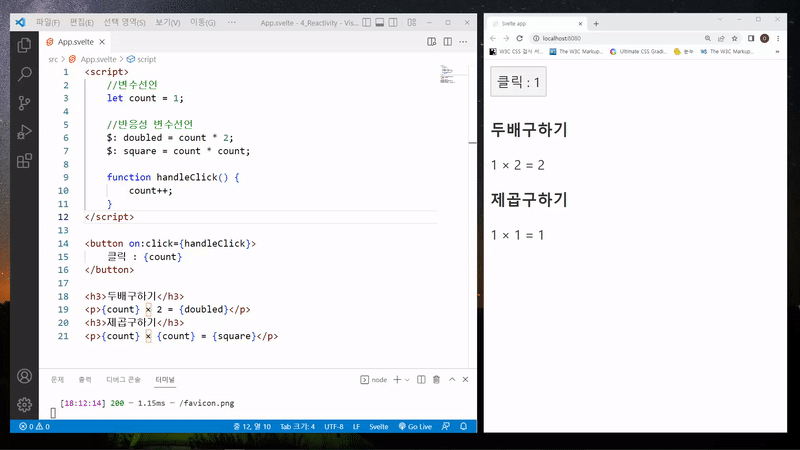 파일(F) 편집(E) 선택 영역(S) 보기(V) 이동(G) ··· App.svelte - 4_Reactivity - Vis...
App.svelte
src > App.svelte > script
1 <script>
2 //변수선언
3 let count = 1;
4
5 //반응성 변수선언
6 $: doubled = count * 2;
7 $: square = count * count;
8
9 function handleClick() {
10 count++;
11 }
12 </script>
13
14 <button on:click={handleClick}>
15 클릭 : {count}
16 </button>
17
18 <h3>두배구하기</h3>
19 <p>{count} × 2 = {doubled}</p>
20 <h3>제곱구하기</h3>
21 <p>{count} × {count} = {square}</p>
문제 출력 디버그 콘솔 터미널 node
[18:12:14] 200 ─ 1.15ms ─ /favicon.png
0 0 줄 12, 열 10 Tab 크기: 4 UTF-8 LF Svelte Go Live
Svelte app
localhost:8080
W3C CSS 검사 서... The W3C Markup... Ultimate CSS Gradi... The W3C Markup...
클릭 : 1
두배구하기
1 × 2 = 2
제곱구하기
1 × 1 = 1